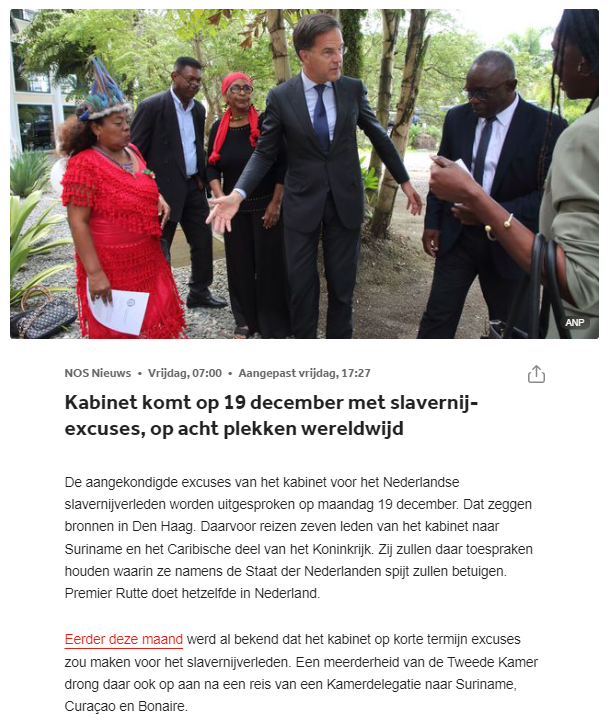 ANP
NOS Nieuws • Vrijdag, 07:00 • Aangepast vrijdag, 17:27
Kabinet komt op 19 december met slavernij-
excuses, op acht plekken wereldwijd
De aangekondigde excuses van het kabinet voor het Nederlandse
slavernijverleden worden uitgesproken op maandag 19 december. Dat zeggen
bronnen in Den Haag. Daarvoor reizen zeven leden van het kabinet naar
Suriname en het Caribische deel van het Koninkrijk. Zij zullen daar toespraken
houden waarin ze namens de Staat der Nederlanden spijt zullen betuigen.
Premier Rutte doet hetzelfde in Nederland.
Eerder deze maand werd al bekend dat het kabinet op korte termijn excuses
zou maken voor het slavernijverleden. Een meerderheid van de Tweede Kamer
drong daar ook op aan na een reis van een Kamerdelegatie naar Suriname,
Curaçao en Bonaire.